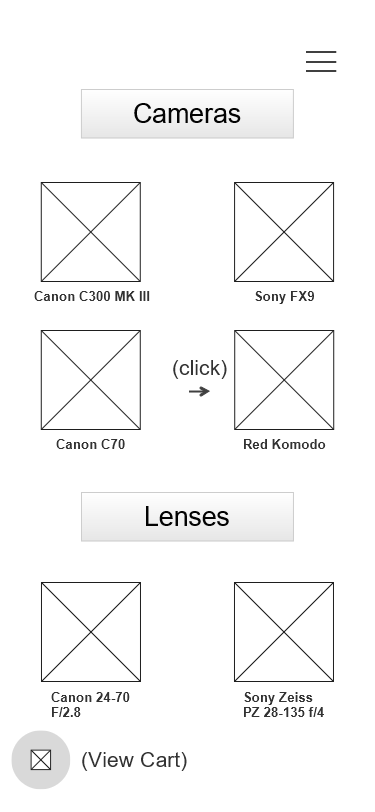 Cameras
Canon C300 MK III
Sony FX9
(click)
Canon C70
Red Komodo
Lenses
Canon 24-70
F/2.8
Sony Zeiss
PZ 28-135 f/4
(View Cart)